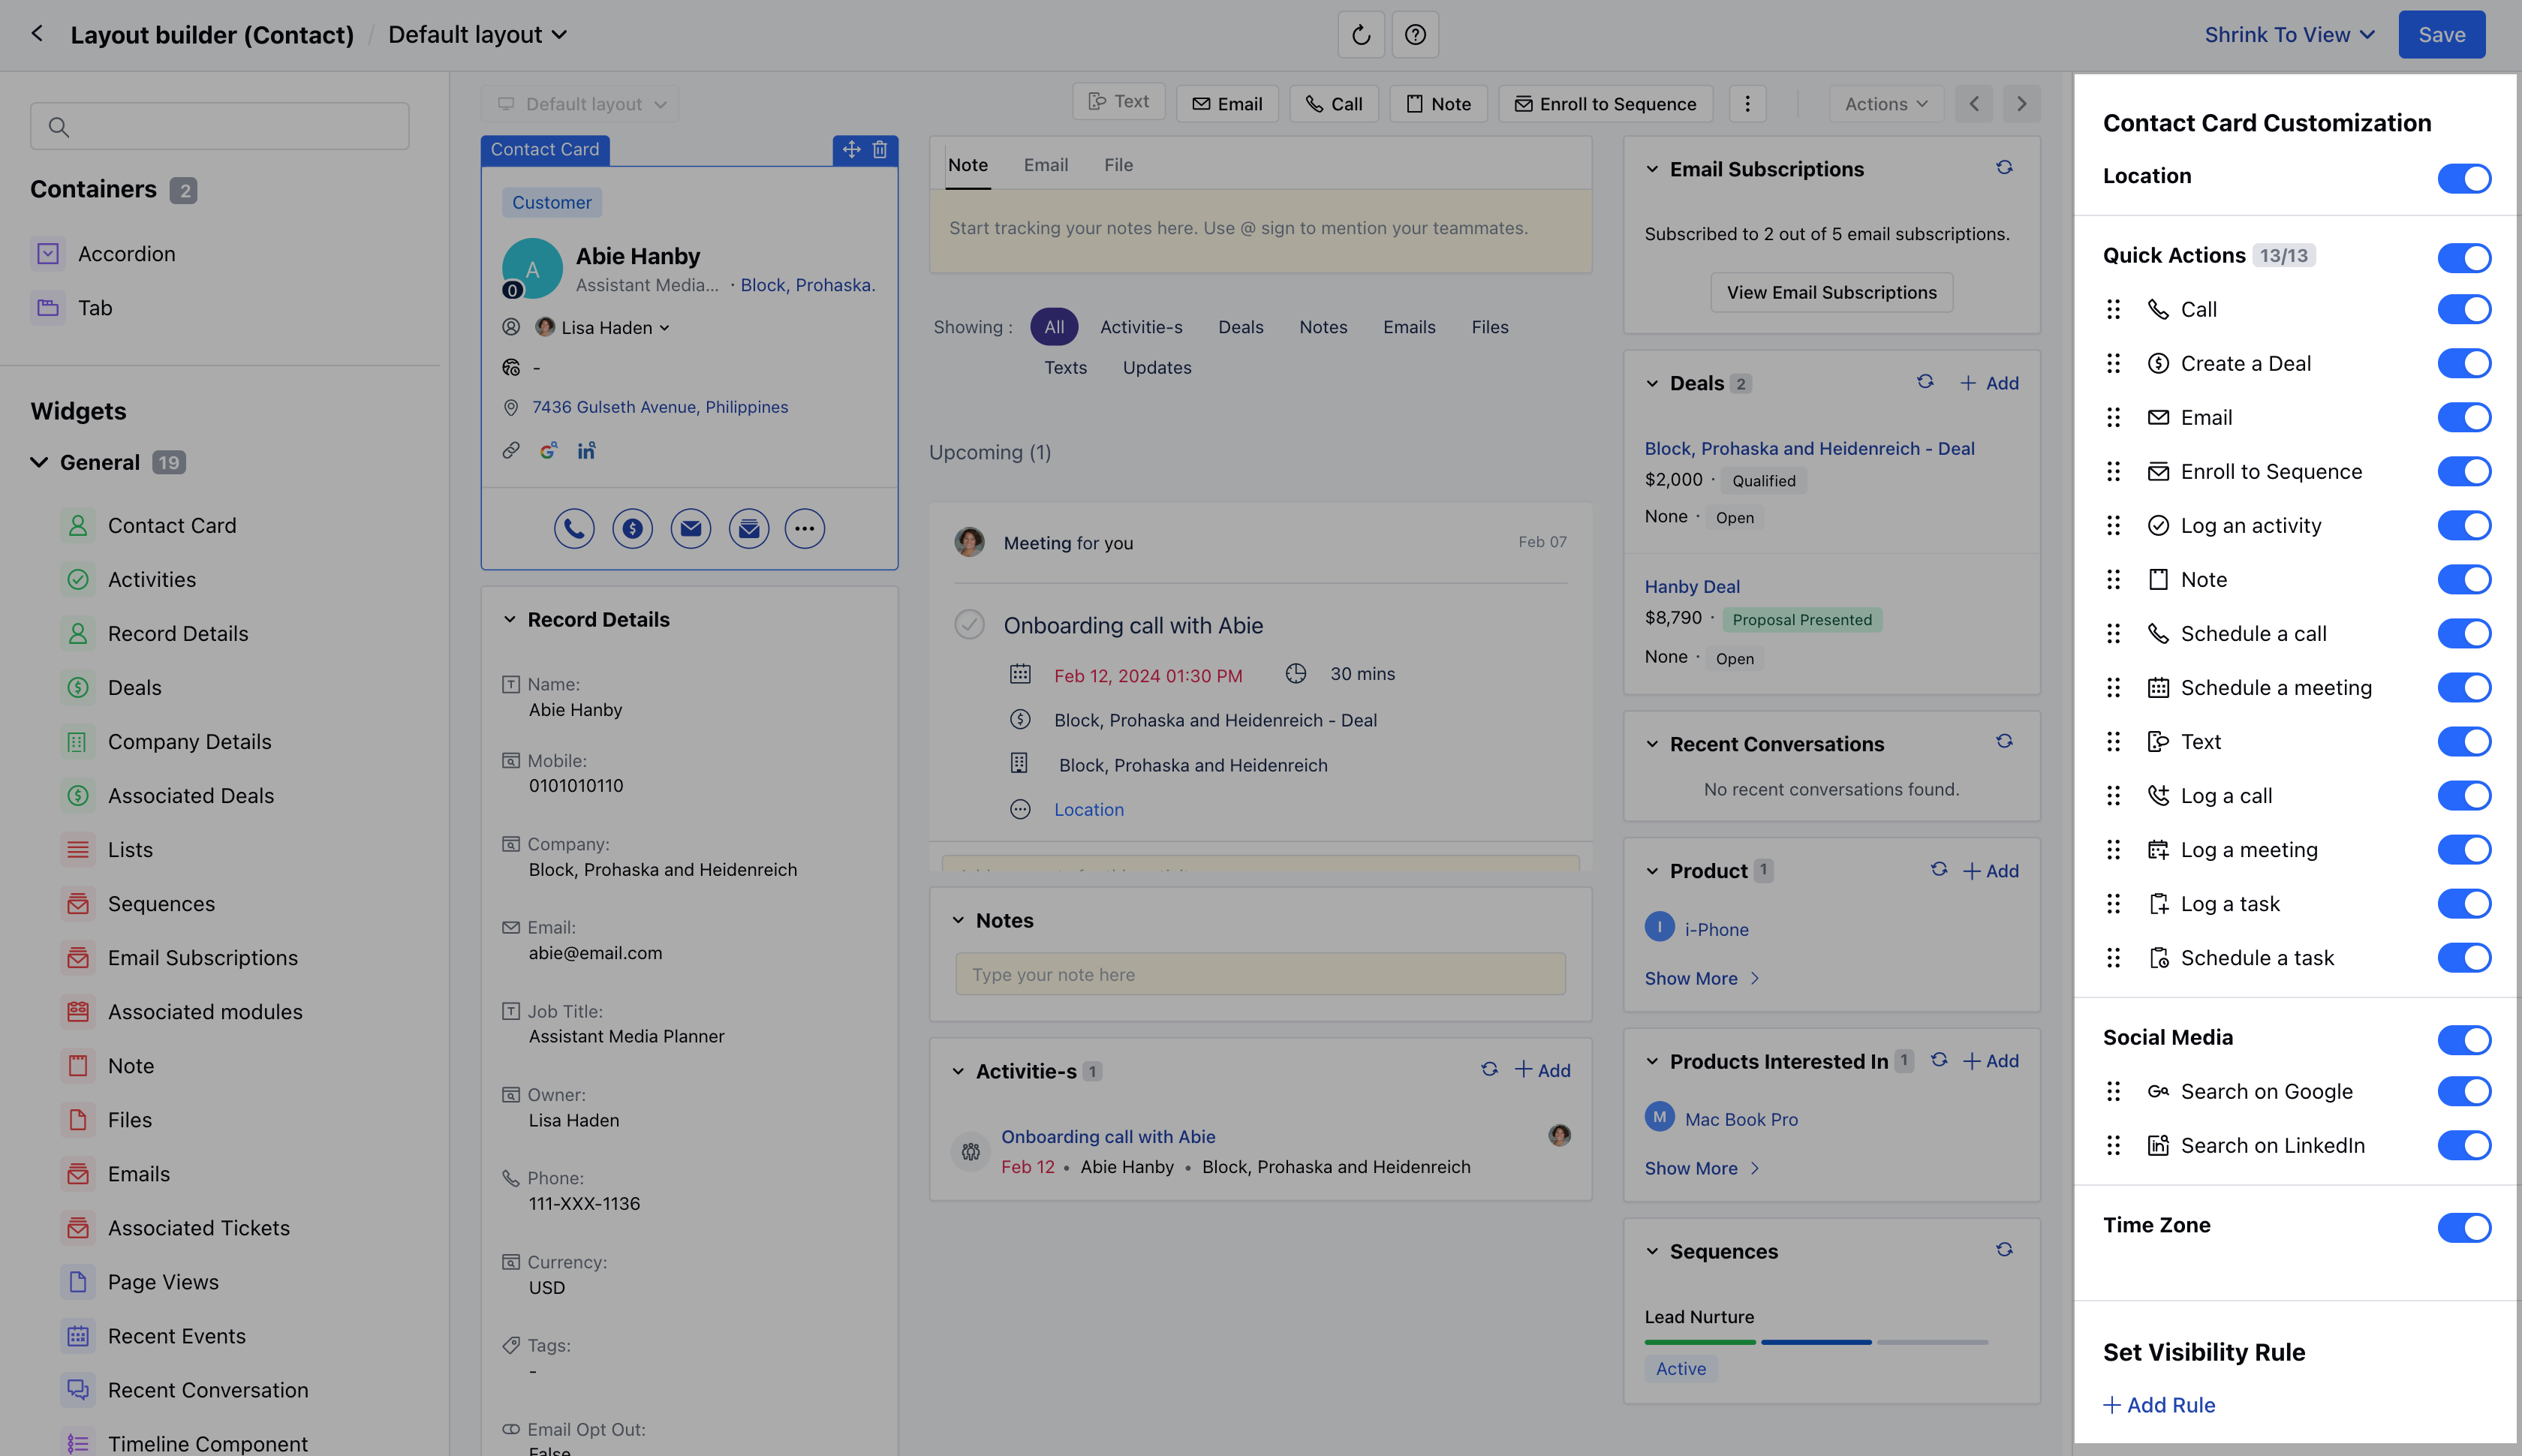 Layout builder (Contact) / Default layout
Shrink To View
Save
Containers 2
Accordion
Tab
Widgets
General 19
Contact Card
Activities
Record Details
Deals
Company Details
Associated Deals
Lists
Sequences
Email Subscriptions
Associated modules
Note
Files
Emails
Associated Tickets
Page Views
Recent Events
Recent Conversation
Timeline Component
Default layout
Text
Email
Call
Note
Enroll to Sequence
Actions
Contact Card
Customer
A
0
Abie Hanby
Assistant Media... · Block, Prohaska.
Lisa Haden
-
7436 Gulseth Avenue, Philippines
Record Details
Name:
Abie Hanby
Mobile:
0101010110
Company:
Block, Prohaska and Heidenreich
Email:
abie@email.com
Job Title:
Assistant Media Planner
Owner:
Lisa Haden
Phone:
111-XXX-1136
Currency:
USD
Tags:
-
Email Opt Out:
False
Note Email File
Start tracking your notes here. Use @ sign to mention your teammates.
Showing : All Activitie-s Deals Notes Emails Files
Texts Updates
Upcoming (1)
Meeting for you Feb 07
Onboarding call with Abie
Feb 12, 2024 01:30 PM 30 mins
Block, Prohaska and Heidenreich - Deal
Block, Prohaska and Heidenreich
Location
Notes
Type your note here
Activitie-s 1 + Add
Onboarding call with Abie
Feb 12 • Abie Hanby • Block, Prohaska and Heidenreich
Email Subscriptions
Subscribed to 2 out of 5 email subscriptions.
View Email Subscriptions
Deals 2 + Add
Block, Prohaska and Heidenreich - Deal
$2,000 · Qualified
None · Open
Hanby Deal
$8,790 · Proposal Presented
None · Open
Recent Conversations
No recent conversations found.
Product 1 + Add
I i-Phone
Show More
Products Interested In 1 + Add
M Mac Book Pro
Show More
Sequences
Lead Nurture
Active
Contact Card Customization
Location
Quick Actions 13/13
Call
Create a Deal
Email
Enroll to Sequence
Log an activity
Note
Schedule a call
Schedule a meeting
Text
Log a call
Log a meeting
Log a task
Schedule a task
Social Media
Search on Google
Search on LinkedIn
Time Zone
Set Visibility Rule
+ Add Rule